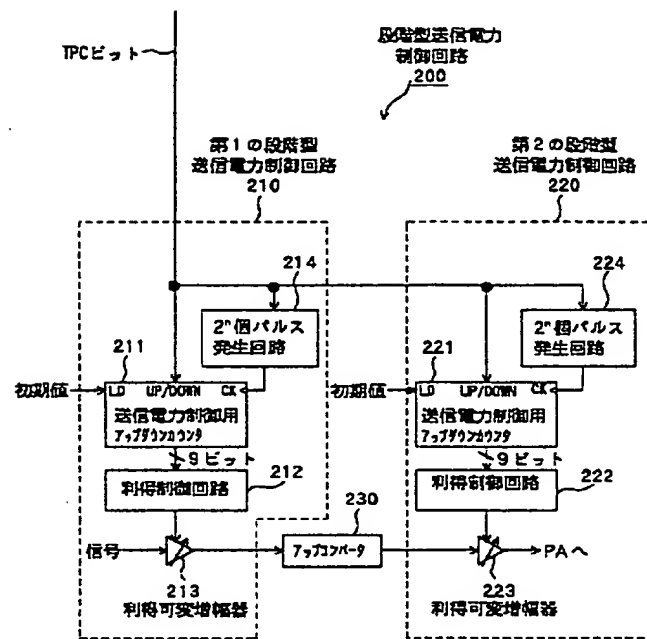 TPCビット
段階型送信電力
制御回路
200
第1の段階型
送信電力制御回路
210
第2の段階型
送信電力制御回路
220
214
2ⁿ個パルス
発生回路
224
2ⁿ個パルス
発生回路
211
初期値
LD UP/DOWN CK
送信電力制御用
アップダウンカウンタ
221
初期値
LD UP/DOWN CK
送信電力制御用
アップダウンカウンタ
9ビット
利得制御回路
212
9ビット
利得制御回路
222
信号
213
利得可変増幅器
230
アップコンバータ
PAへ
223
利得可変増幅器